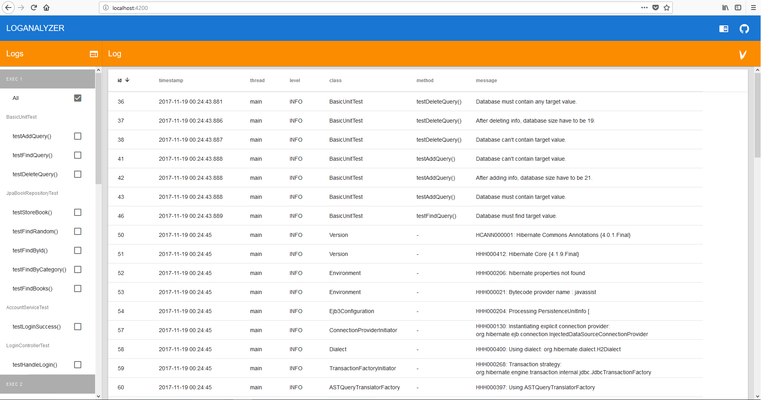 localhost:4200
LOGANALYZER
Logs
Log
EXEC 1
All
BasicUnitTest
testAddQuery()
testFindQuery()
testDeleteQuery()
JpaBookRepositoryTest
testStoreBook()
testFindRandom()
testFindById()
testFindByCategory()
testFindBooks()
AccountServiceTest
testLoginSuccess()
LoginControllerTest
testHandleLogin()
EXEC 2
id timestamp thread level class method message
36 2017-11-19 00:24:43.881 main INFO BasicUnitTest testDeleteQuery() Database must contain any target value.
37 2017-11-19 00:24:43.886 main INFO BasicUnitTest testDeleteQuery() After deleting info, database size have to be 19.
38 2017-11-19 00:24:43.887 main INFO BasicUnitTest testDeleteQuery() Database can't contain target value.
41 2017-11-19 00:24:43.888 main INFO BasicUnitTest testAddQuery() Database can't contain target value.
42 2017-11-19 00:24:43.888 main INFO BasicUnitTest testAddQuery() After adding info, database size have to be 21.
43 2017-11-19 00:24:43.888 main INFO BasicUnitTest testAddQuery() Database must contain target value.
46 2017-11-19 00:24:43.889 main INFO BasicUnitTest testFindQuery() Database must find target value.
50 2017-11-19 00:24:45 main INFO Version - HCANN000001: Hibernate Commons Annotations {4.0.1.Final}
51 2017-11-19 00:24:45 main INFO Version - HHH000412: Hibernate Core {4.1.9.Final}
52 2017-11-19 00:24:45 main INFO Environment - HHH000206: hibernate.properties not found
53 2017-11-19 00:24:45 main INFO Environment - HHH000021: Bytecode provider name : javassist
54 2017-11-19 00:24:45 main INFO Ejb3Configuration - HHH000204: Processing PersistenceUnitInfo [
57 2017-11-19 00:24:45 main INFO ConnectionProviderInitiator - HHH000130: Instantiating explicit connection provider:
org.hibernate.ejb.connection.InjectedDataSourceConnectionProvider
58 2017-11-19 00:24:45 main INFO Dialect - HHH000400: Using dialect: org.hibernate.dialect.H2Dialect
59 2017-11-19 00:24:45 main INFO TransactionFactoryInitiator - HHH000268: Transaction strategy:
org.hibernate.engine.transaction.internal.jdbc.JdbcTransactionFactory
60 2017-11-19 00:24:45 main INFO ASTQueryTranslatorFactory - HHH000397: Using ASTQueryTranslatorFactory